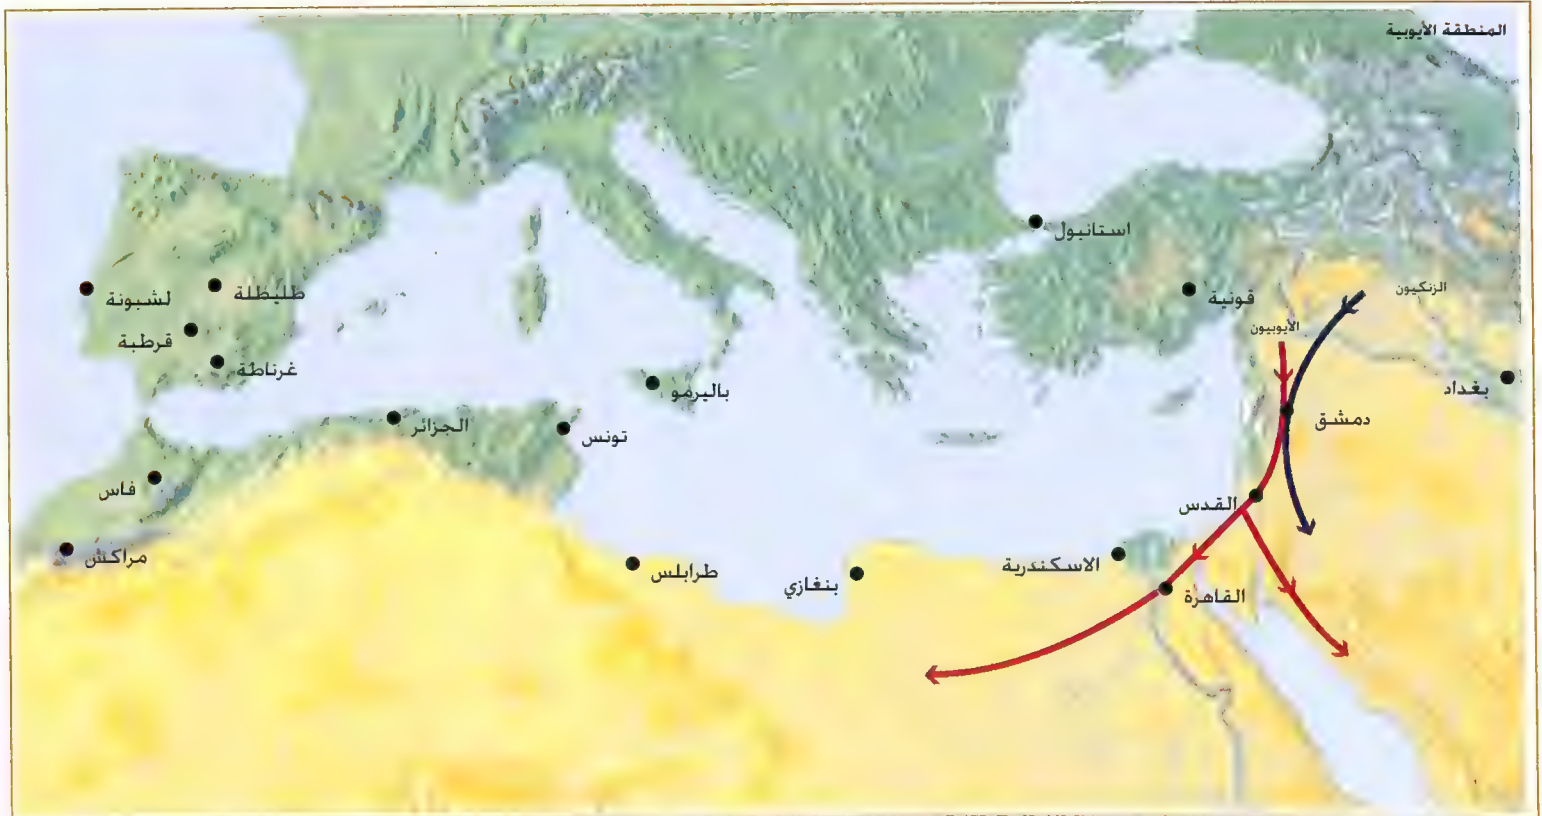 المنطقة الأيوبية
استانبول
لشبونة
طليطلة
قونية
الزنكيون
قرطبة
الأيوبيون
غرناطة
باليرمو
بغداد
الجزائر
دمشق
تونس
فاس
القدس
مراكش
طرابلس
بنغازي
الاسكندرية
القاهرة